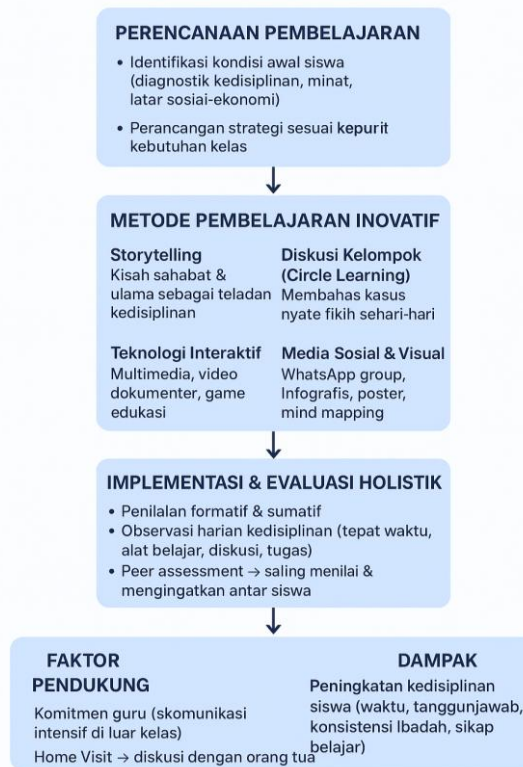 PERENCANAAN PEMBELAJARAN
• Identifikasi kondisi awal siswa
(diagnostik kedisiplinan, minat,
latar sosiai-ekonomi)
• Perancangan strategi sesuai kepurit
kebutuhan kelas
METODE PEMBELAJARAN INOVATIF
Storytelling
Kisah sahabat &
ulama sebagai teladan
kedisiplinan
Diskusi Kelompok
(Circle Learning)
Membahas kasus
nyate fikih sehari-hari
Teknologi Interaktif
Multimedia, video
dokumenter, game
edukasi
Media Sosial & Visual
WhatsApp group,
Infografis, poster,
mind mapping
IMPLEMENTASI & EVALUASI HOLISTIK
• Penilalan formatif & sumatif
• Observasi harian kedisiplinan (tepat waktu,
alat belajar, diskusi, tugas)
• Peer assessment → saling menilai &
mengingatkan antar siswa
FAKTOR
PENDUKUNG
Komitmen guru (skomunikasi
intensif di luar kelas)
Home Visit → diskusi dengan orang tua
DAMPAK
Peningkatan kedisiplinan
siswa (waktu, tanggunjawab,
konsistensi Ibadah, sikap
belajar)